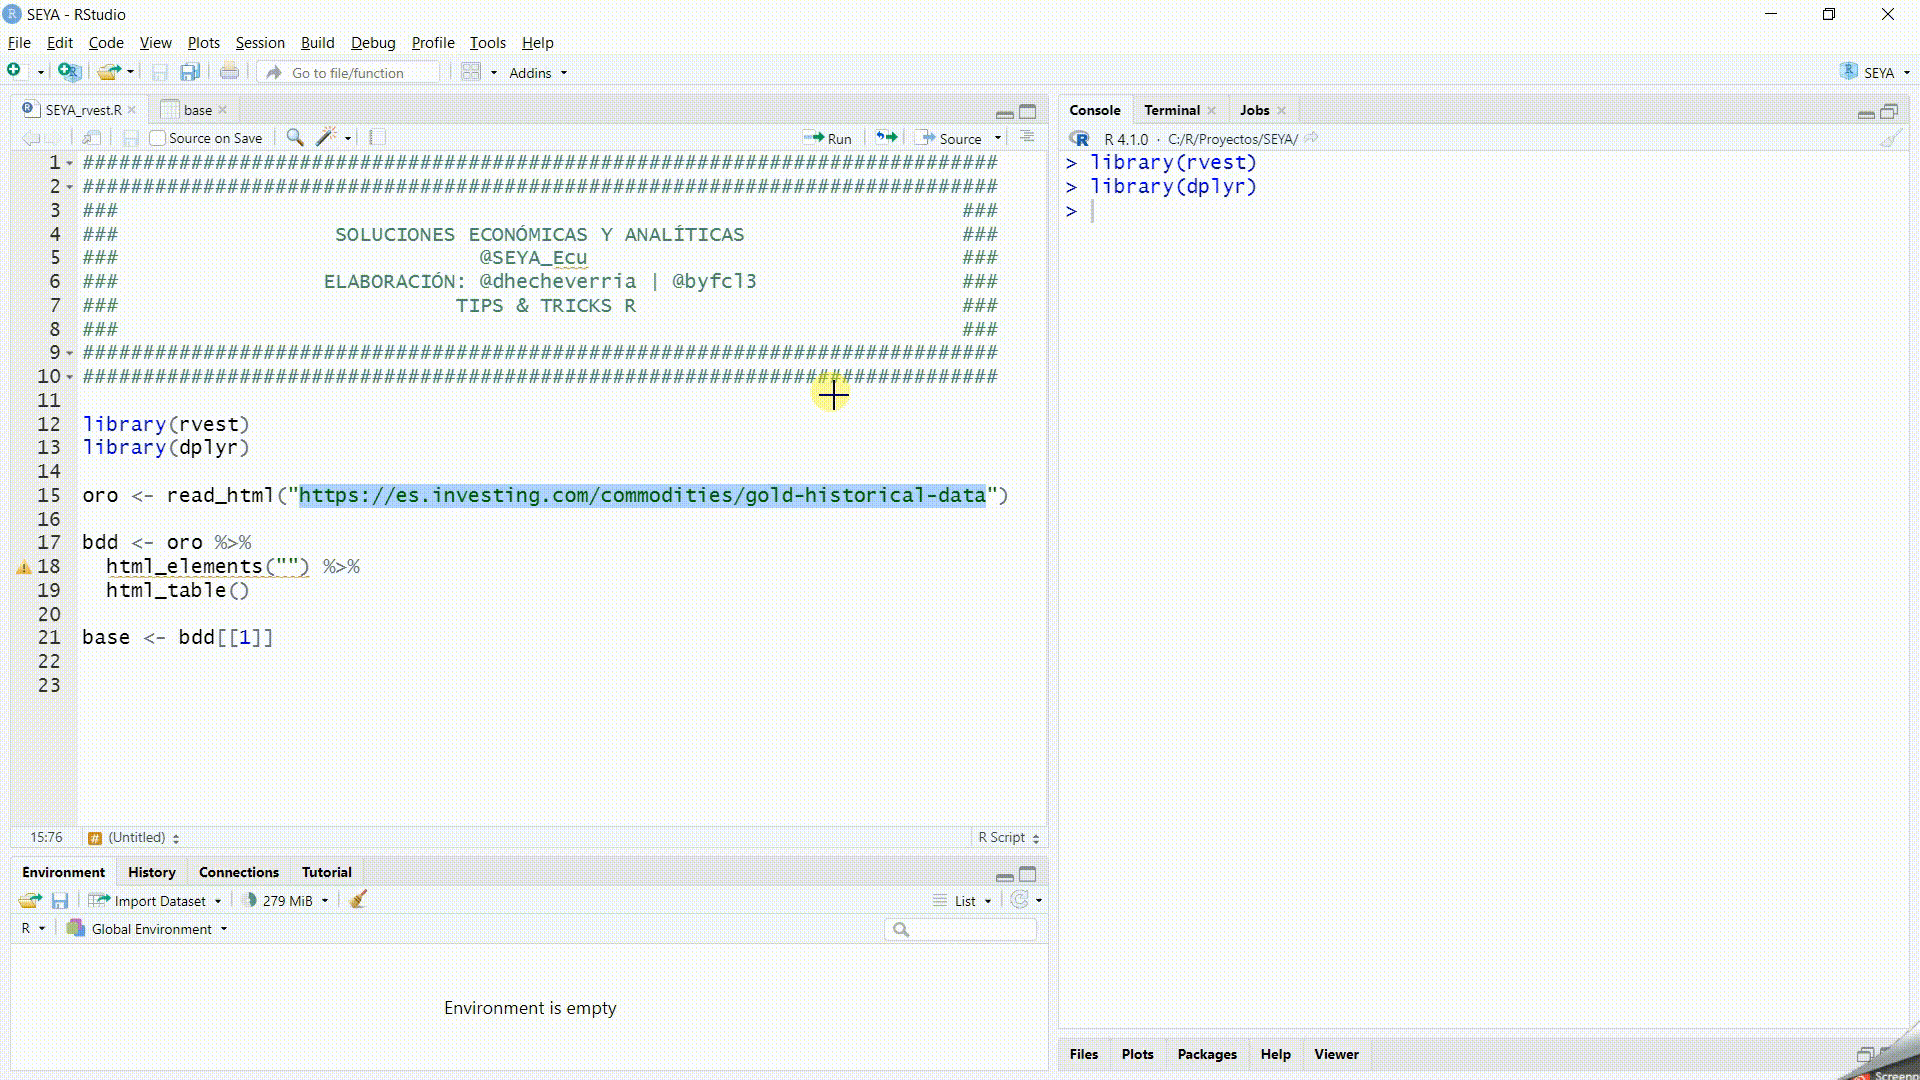 SEYA - RStudio
File Edit Code View Plots Session Build Debug Profile Tools Help
Go to file/function Addins SEYA
SEYA_rvest.R base
Source on Save Run Source
1 ############################################################################
2 ############################################################################
3 ### ###
4 ### SOLUCIONES ECONÓMICAS Y ANALÍTICAS ###
5 ### @SEYA_Ecu ###
6 ### ELABORACIÓN: @dhecheverria | @byfcl3 ###
7 ### TIPS & TRICKS R ###
8 ### ###
9 ############################################################################
10 ############################################################################
11
12 library(rvest)
13 library(dplyr)
14
15 oro <- read_html("https://es.investing.com/commodities/gold-historical-data")
16
17 bdd <- oro %>%
18 html_elements("") %>%
19 html_table()
20
21 base <- bdd[[1]]
22
23
15:76 (Untitled) R Script
Environment History Connections Tutorial
Import Dataset 279 MiB List
R Global Environment
Environment is empty
Console Terminal Jobs
R 4.1.0 · C:/R/Proyectos/SEYA/
> library(rvest)
> library(dplyr)
>
Files Plots Packages Help Viewer